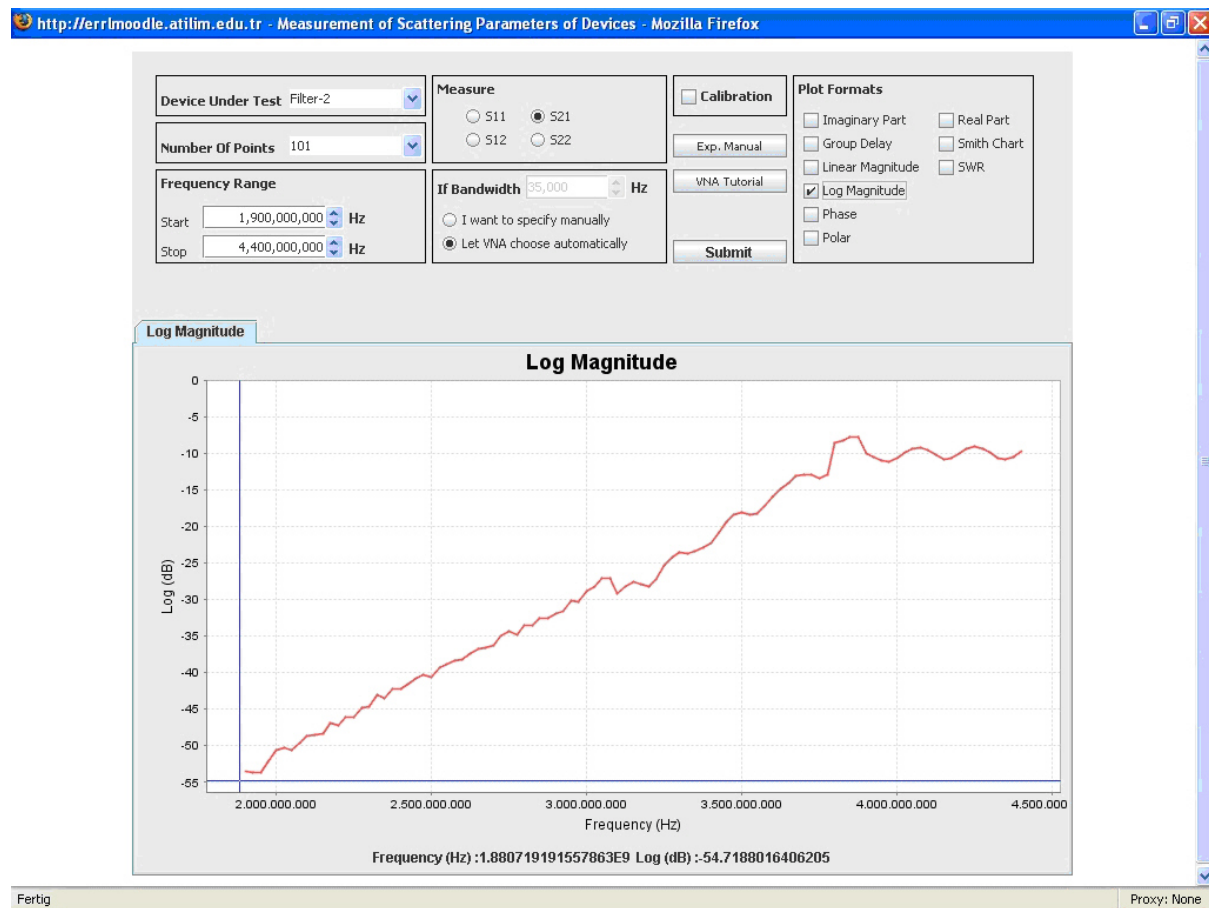 http://errlmoodle.atilim.edu.tr - Measurement of Scattering Parameters of Devices - Mozilla Firefox
Device Under Test Filter-2
Number Of Points 101
Frequency Range
Start 1,900,000,000 Hz
Stop 4,400,000,000 Hz
Measure
S11 S21
S12 S22
If Bandwidth 35,000 Hz
I want to specify manually
Let VNA choose automatically
Calibration
Exp. Manual
VNA Tutorial
Submit
Plot Formats
Imaginary Part Real Part
Group Delay Smith Chart
Linear Magnitude SWR
Log Magnitude
Phase
Polar
Log Magnitude
Log Magnitude
0
-5
-10
-15
-20
-25
-30
-35
-40
-45
-50
-55
Log (dB)
2.000.000.000 2.500.000.000 3.000.000.000 3.500.000.000 4.000.000.000 4.500.000
Frequency (Hz)
Frequency (Hz) :1.880719191557863E9 Log (dB) :-54.7188016406205
Fertig Proxy: None